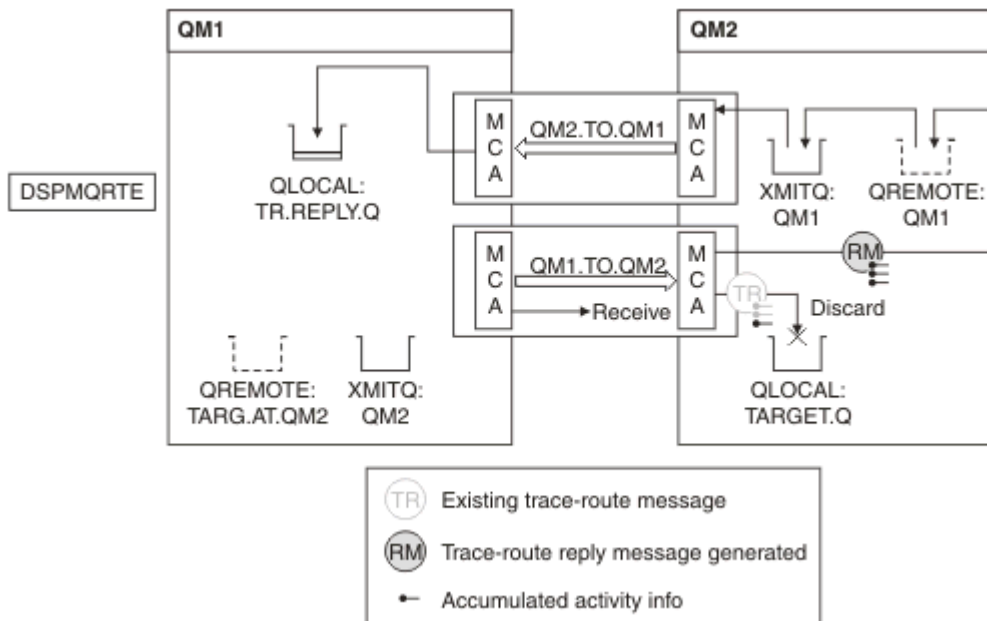 QM1
QM2
DSPMQRTE
QLOCAL:
TR.REPLY.Q
M
C
A
QM2.TO.QM1
M
C
A
XMITQ:
QM1
QREMOTE:
QM1
M
C
A
QM1.TO.QM2
Receive
M
C
A
TR
RM
Discard
QREMOTE:
TARG.AT.QM2
XMITQ:
QM2
QLOCAL:
TARGET.Q
TR Existing trace-route message
RM Trace-route reply message generated
Accumulated activity info